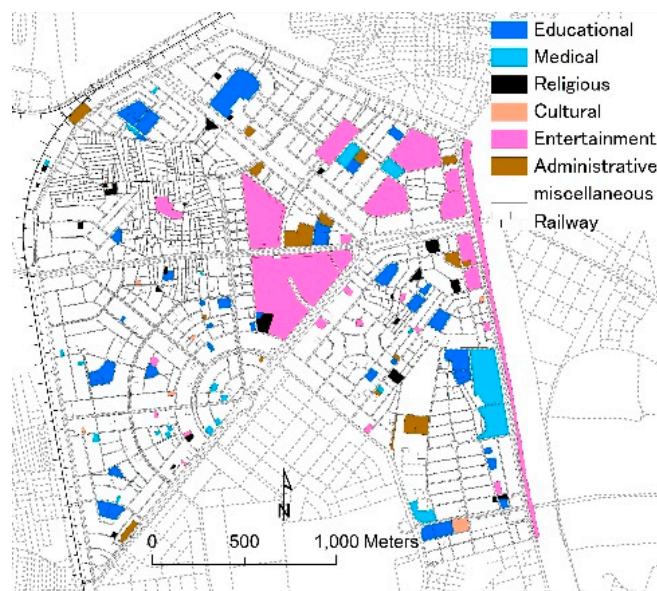 Educational
Medical
Religious
Cultural
Entertainment
Administrative
miscellaneous
Railway
N
0 500 1,000 Meters